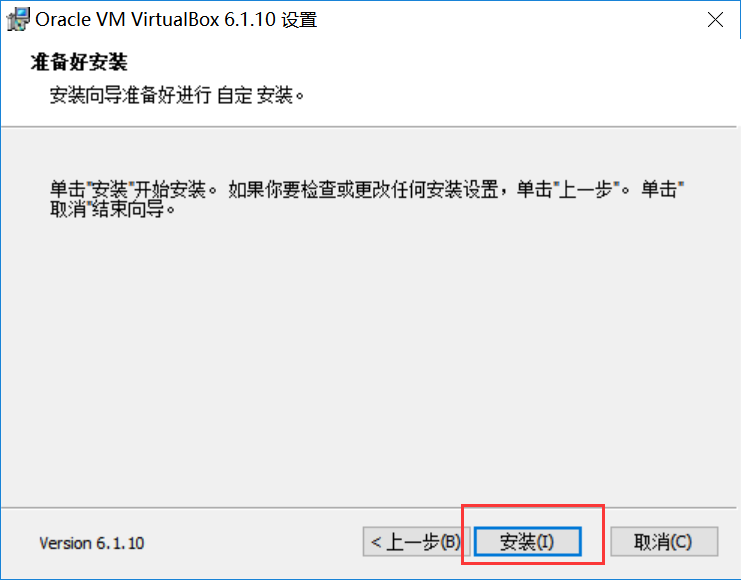 Oracle VM VirtualBox 6.1.10 设置
准备好安装
安装向导准备好进行 自定 安装。
单击"安装"开始安装。 如果你要检查或更改任何安装设置，单击"上一步"。 单击"
取消"结束向导。
Version 6.1.10
< 上一步(B)
安装(I)
取消(C)